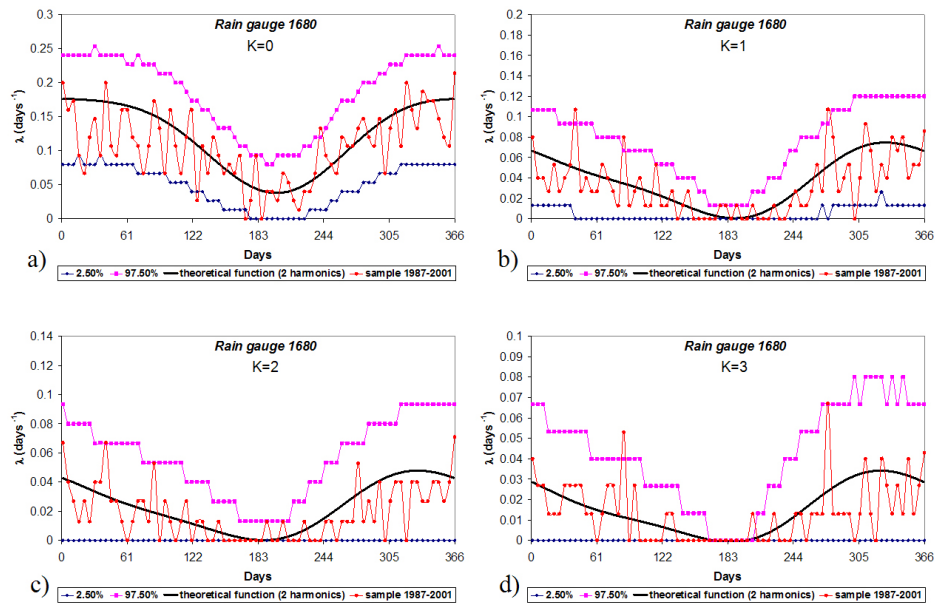 Rain gauge 1680
K=0
λ (days⁻¹)
0.3
0.25
0.2
0.15
0.1
0.05
0
0 61 122 183 244 305 366
Days
a)
2.50% 97.50% theoretical function (2 harmonics) sample 1987-2001
Rain gauge 1680
K=1
λ (days⁻¹)
0.2
0.18
0.16
0.14
0.12
0.1
0.08
0.06
0.04
0.02
0
0 61 122 183 244 305 366
Days
b)
2.50% 97.50% theoretical function (2 harmonics) sample 1987-2001
Rain gauge 1680
K=2
λ (days⁻¹)
0.14
0.12
0.1
0.08
0.06
0.04
0.02
0
0 61 122 183 244 305 366
Days
c)
2.50% 97.50% theoretical function (2 harmonics) sample 1987-2001
Rain gauge 1680
K=3
λ (days⁻¹)
0.1
0.09
0.08
0.07
0.06
0.05
0.04
0.03
0.02
0.01
0
0 61 122 183 244 305 366
Days
d)
2.50% 97.50% theoretical function (2 harmonics) sample 1987-2001